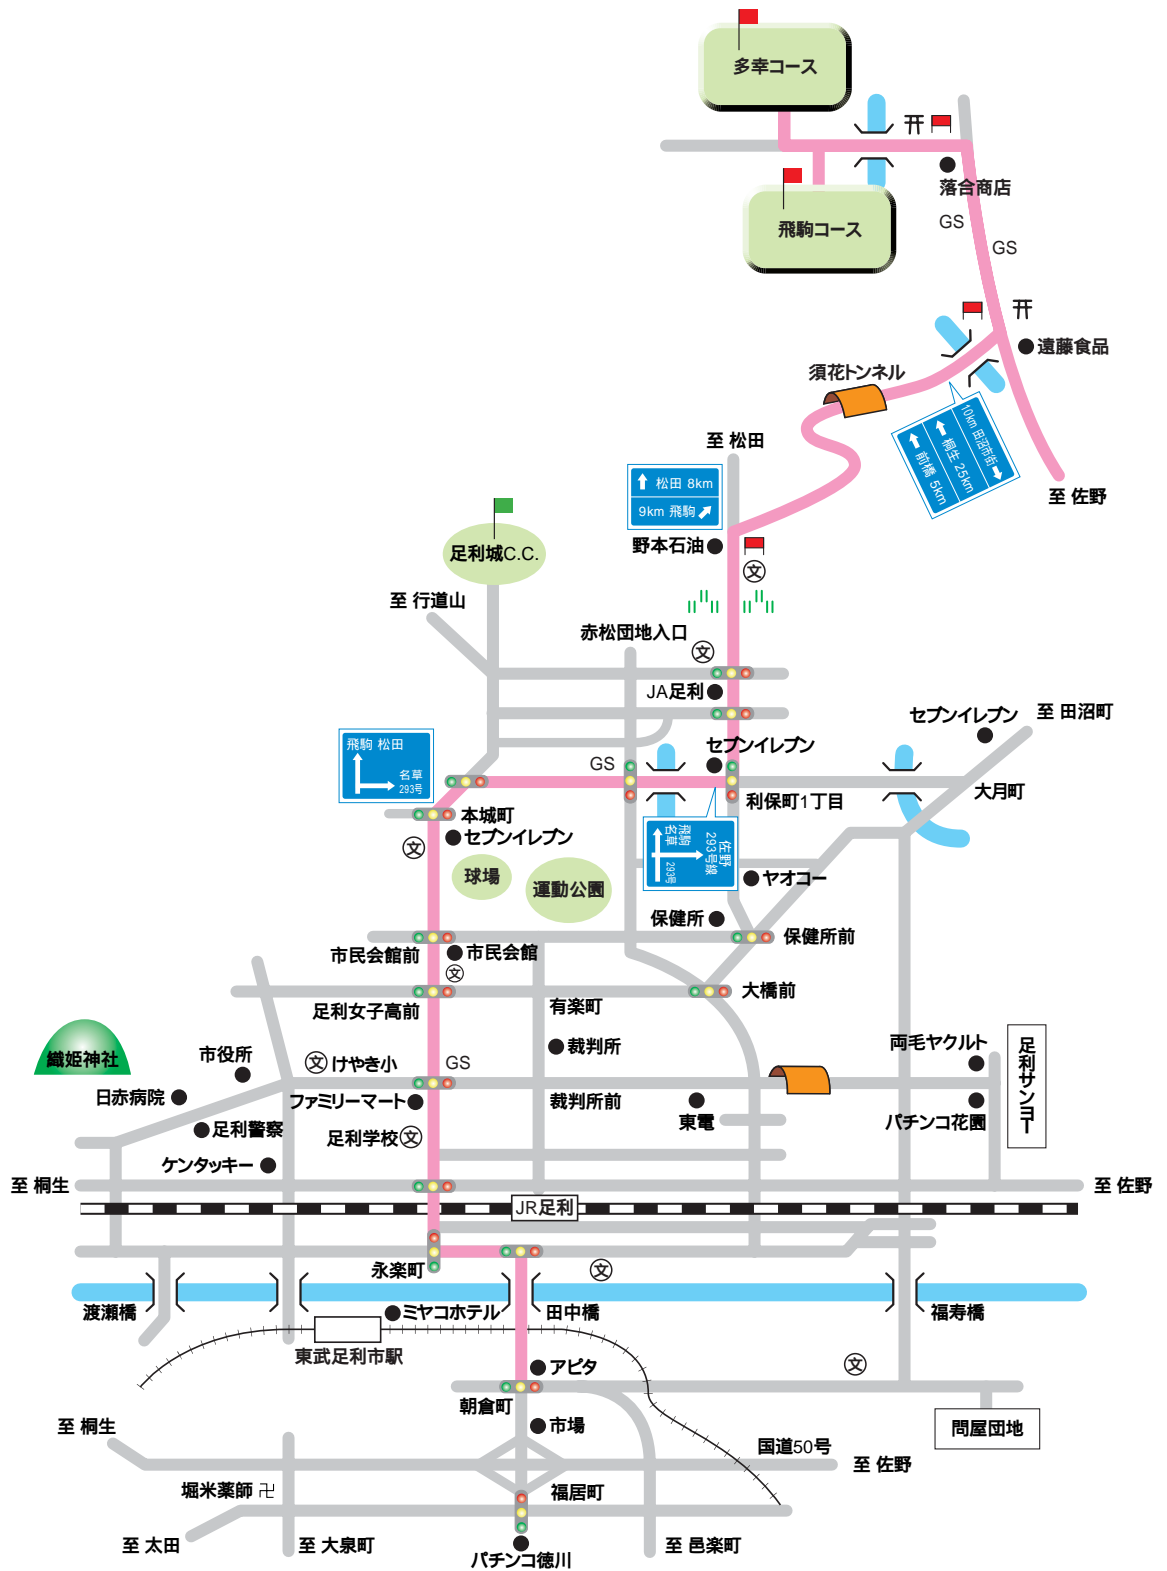 多幸コース
落合商店
飛駒コース
GS
GS
遠藤食品
須花トンネル
10km 田沼市街
桐生 25km
前橋 5km
至 佐野
至 松田
松田 8km
9km 飛駒
野本石油
文
足利城C.C.
至 行道山
赤松団地入口
文
JA足利
セブンイレブン
至 田沼町
飛駒 松田
名草
293号
GS
セブンイレブン
大月町
利保町1丁目
本城町
セブンイレブン
文
佐野
293号線
飛駒
名草
293号
球場
運動公園
ヤオコー
保健所
保健所前
市民会館前
市民会館
文
足利女子高前
有楽町
大橋前
織姫神社
市役所
文 けやき小
GS
裁判所
両毛ヤクルト
足利サンヨー
日赤病院
ファミリーマート
裁判所前
東電
パチンコ花園
足利警察
足利学校 文
ケンタッキー
至 桐生
至 佐野
JR足利
永楽町
文
渡瀬橋
ミヤコホテル
田中橋
福寿橋
東武足利市駅
アピタ
文
朝倉町
市場
問屋団地
至 桐生
国道50号
至 佐野
堀米薬師 卍
福居町
至 太田
至 大泉町
至 邑楽町
パチンコ徳川